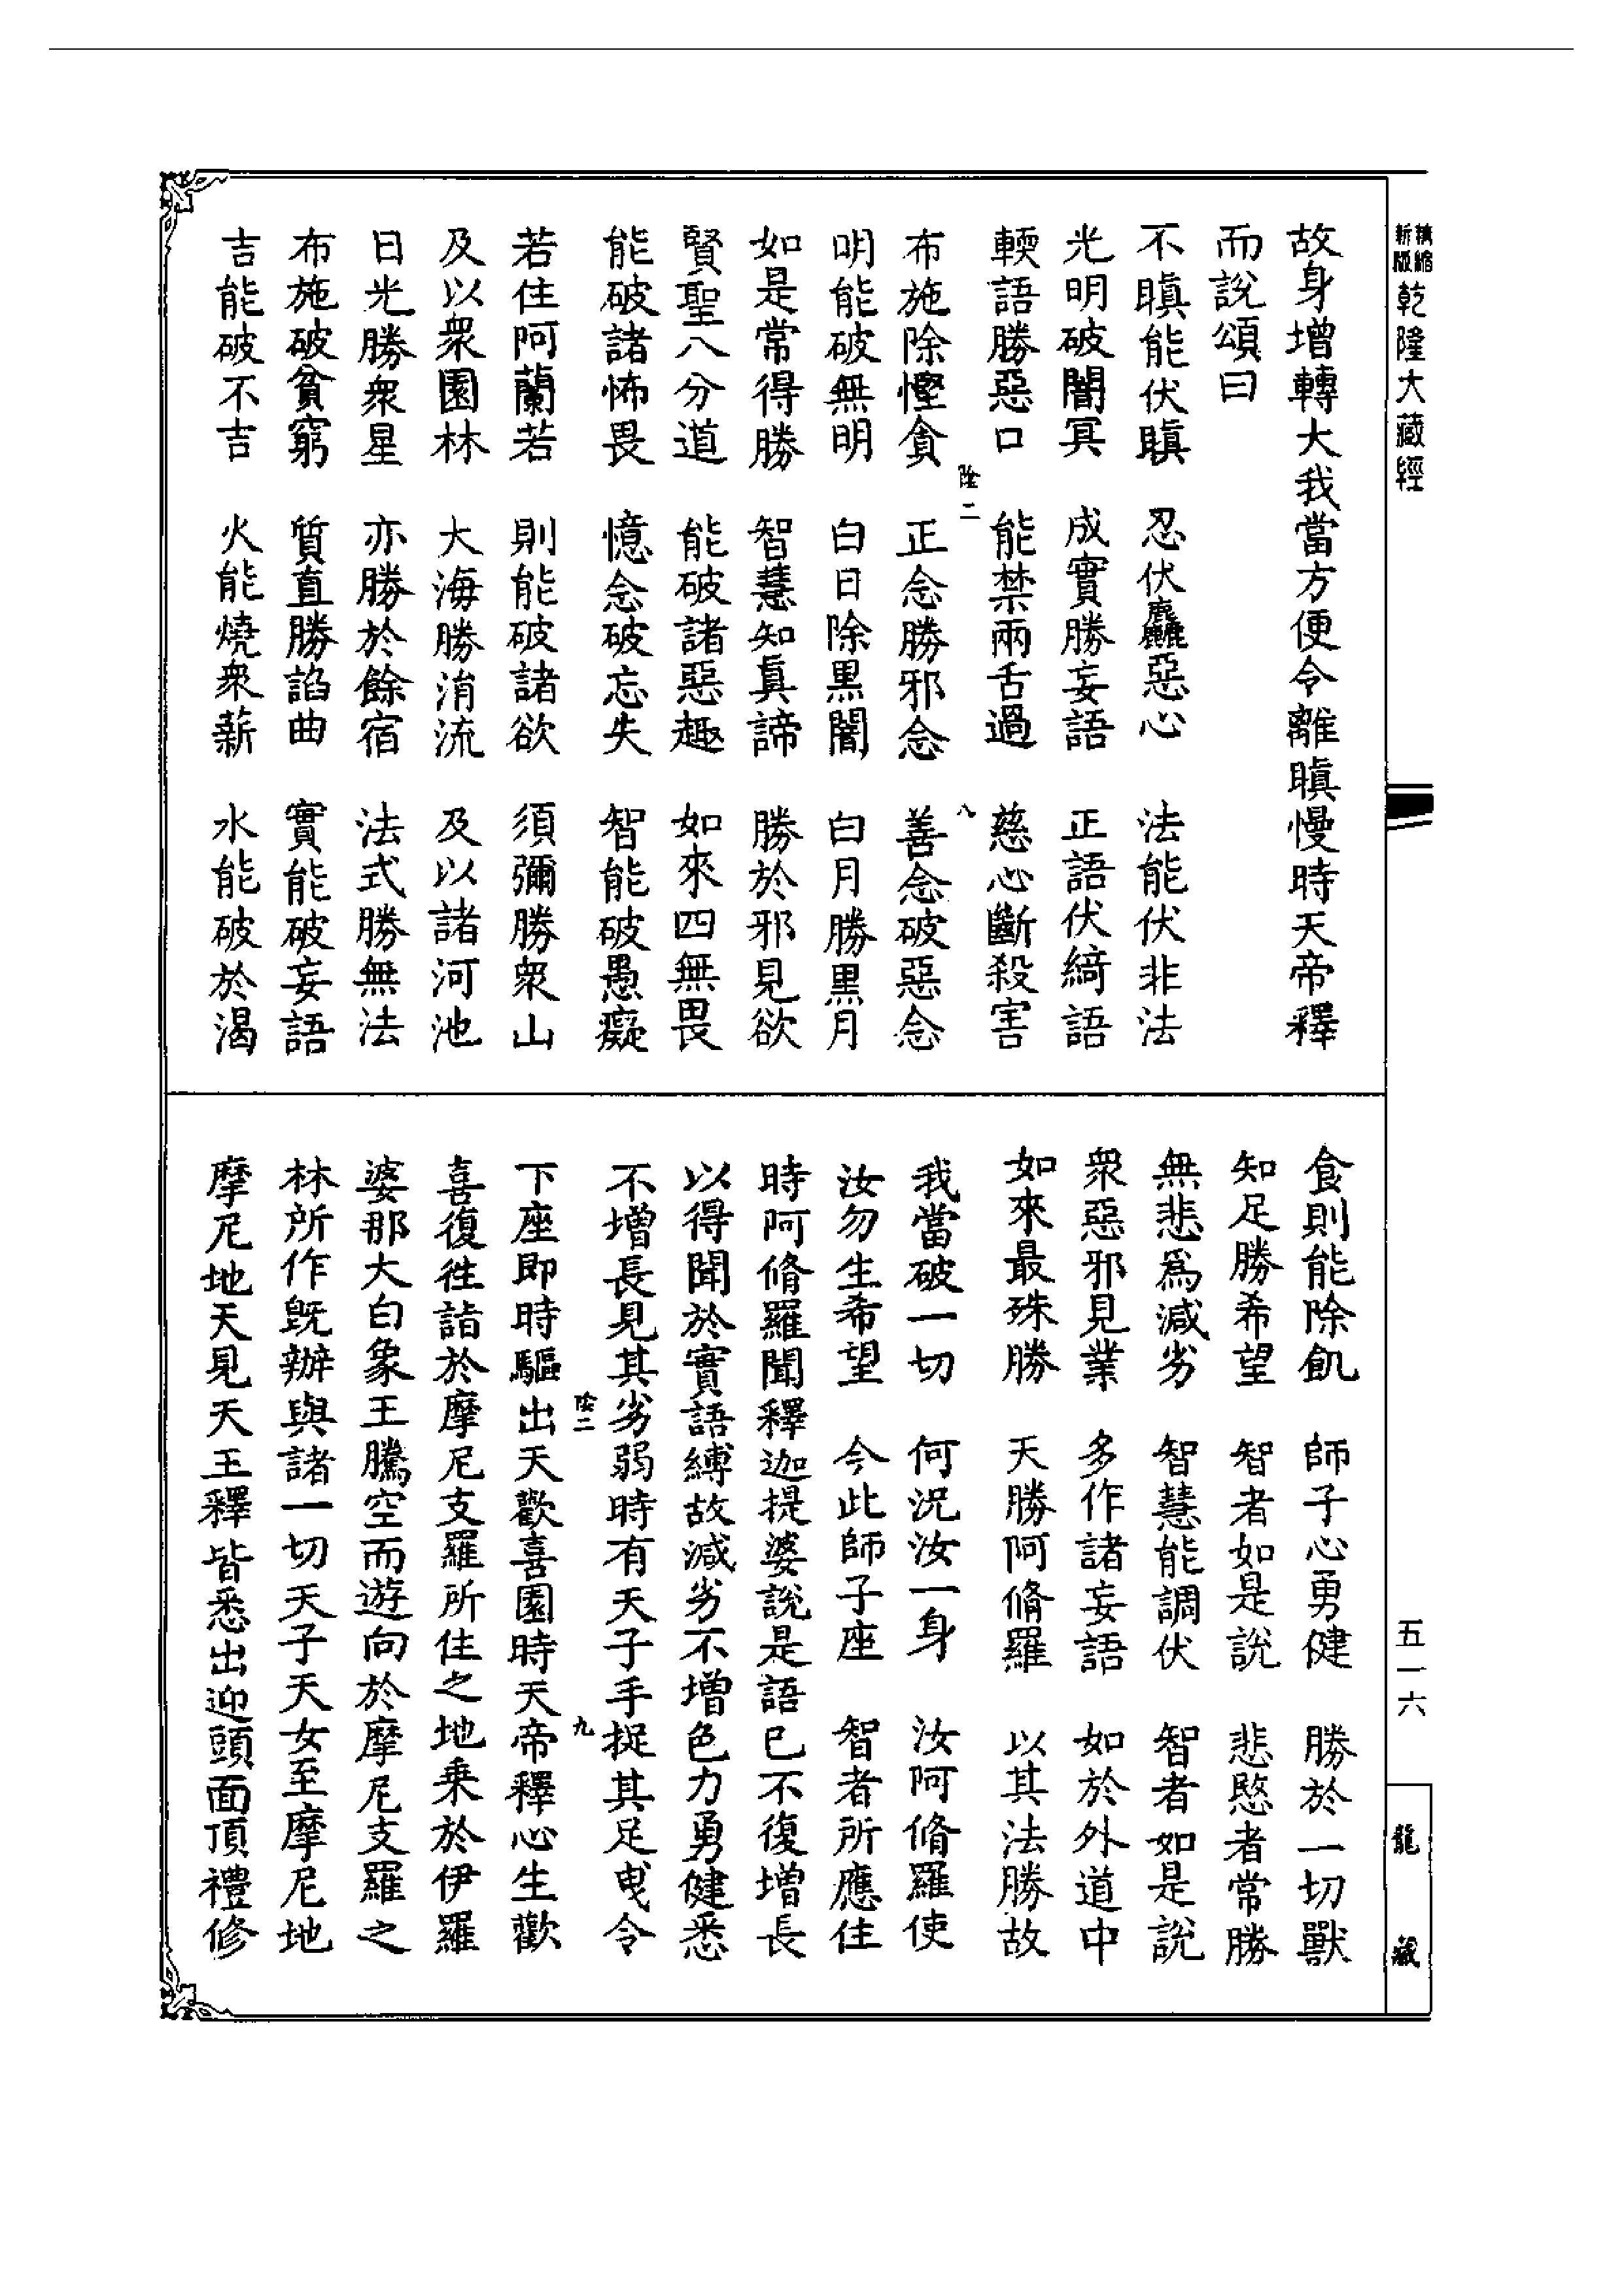 精縮
新版
乾隆大藏經
故身增轉大我當方便令離瞋慢時天帝釋
而說頌曰
不瞋能伏瞋　忍伏麤惡心　法能伏非法
光明破闇冥　成實勝妄語　正語伏綺語
輭語勝惡口　能禁兩舌過　慈心斷殺害
陰二　八
布施除慳貪　正念勝邪念　善念破惡念
明能破無明　白日除黑闇　白月勝黑月
如是常得勝　智慧知真諦　勝於邪見欲
賢聖八分道　能破諸惡趣　如來四無畏
能破諸怖畏　憶念破忘失　智能破愚癡
若住阿蘭若　則能破諸欲　須彌勝衆山
及以衆園林　大海勝消流　及以諸河池
日光勝衆星　亦勝於餘宿　法式勝無法
布施破貧窮　質直勝諂曲　實能破妄語
吉能破不吉　火能燒衆薪　水能破於渴
食則能除飢　師子心勇健　勝於一切獸
知足勝希望　智者如是說　悲愍者常勝
無悲爲減劣　智慧能調伏　智者如是說
衆惡邪見業　多作諸妄語　如於外道中
如來最殊勝　天勝阿脩羅　以其法勝故
我當破一切　何況汝一身　汝阿脩羅使
汝勿生希望　今此師子座　智者所應住
時阿脩羅聞釋迦提婆說是語已不復增長
以得聞於實語縛故減劣不增色力勇健悉
不增長見其劣弱時有天子手捉其足曳令
陰二　九
下座即時驅出天歡喜園時天帝釋心生歡
喜復往詣於摩尼支羅所住之地乘於伊羅
婆那大白象王騰空而遊向於摩尼支羅之
林所作旣辦與諸一切天子天女至摩尼地
摩尼地天見天王釋皆悉出迎頭面頂禮修
五一六
龍藏